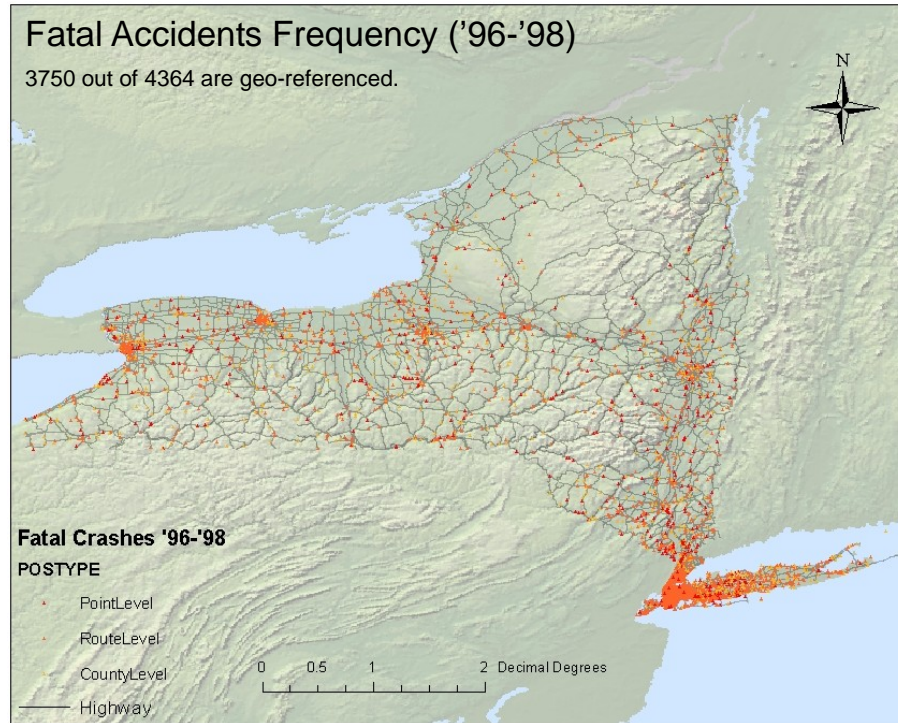 Fatal Accidents Frequency (’96-’98)
3750 out of 4364 are geo-referenced.
N
Fatal Crashes '96-'98
POSTYPE
PointLevel
RouteLevel
CountyLevel
Highway
0 0.5 1 2 Decimal Degrees